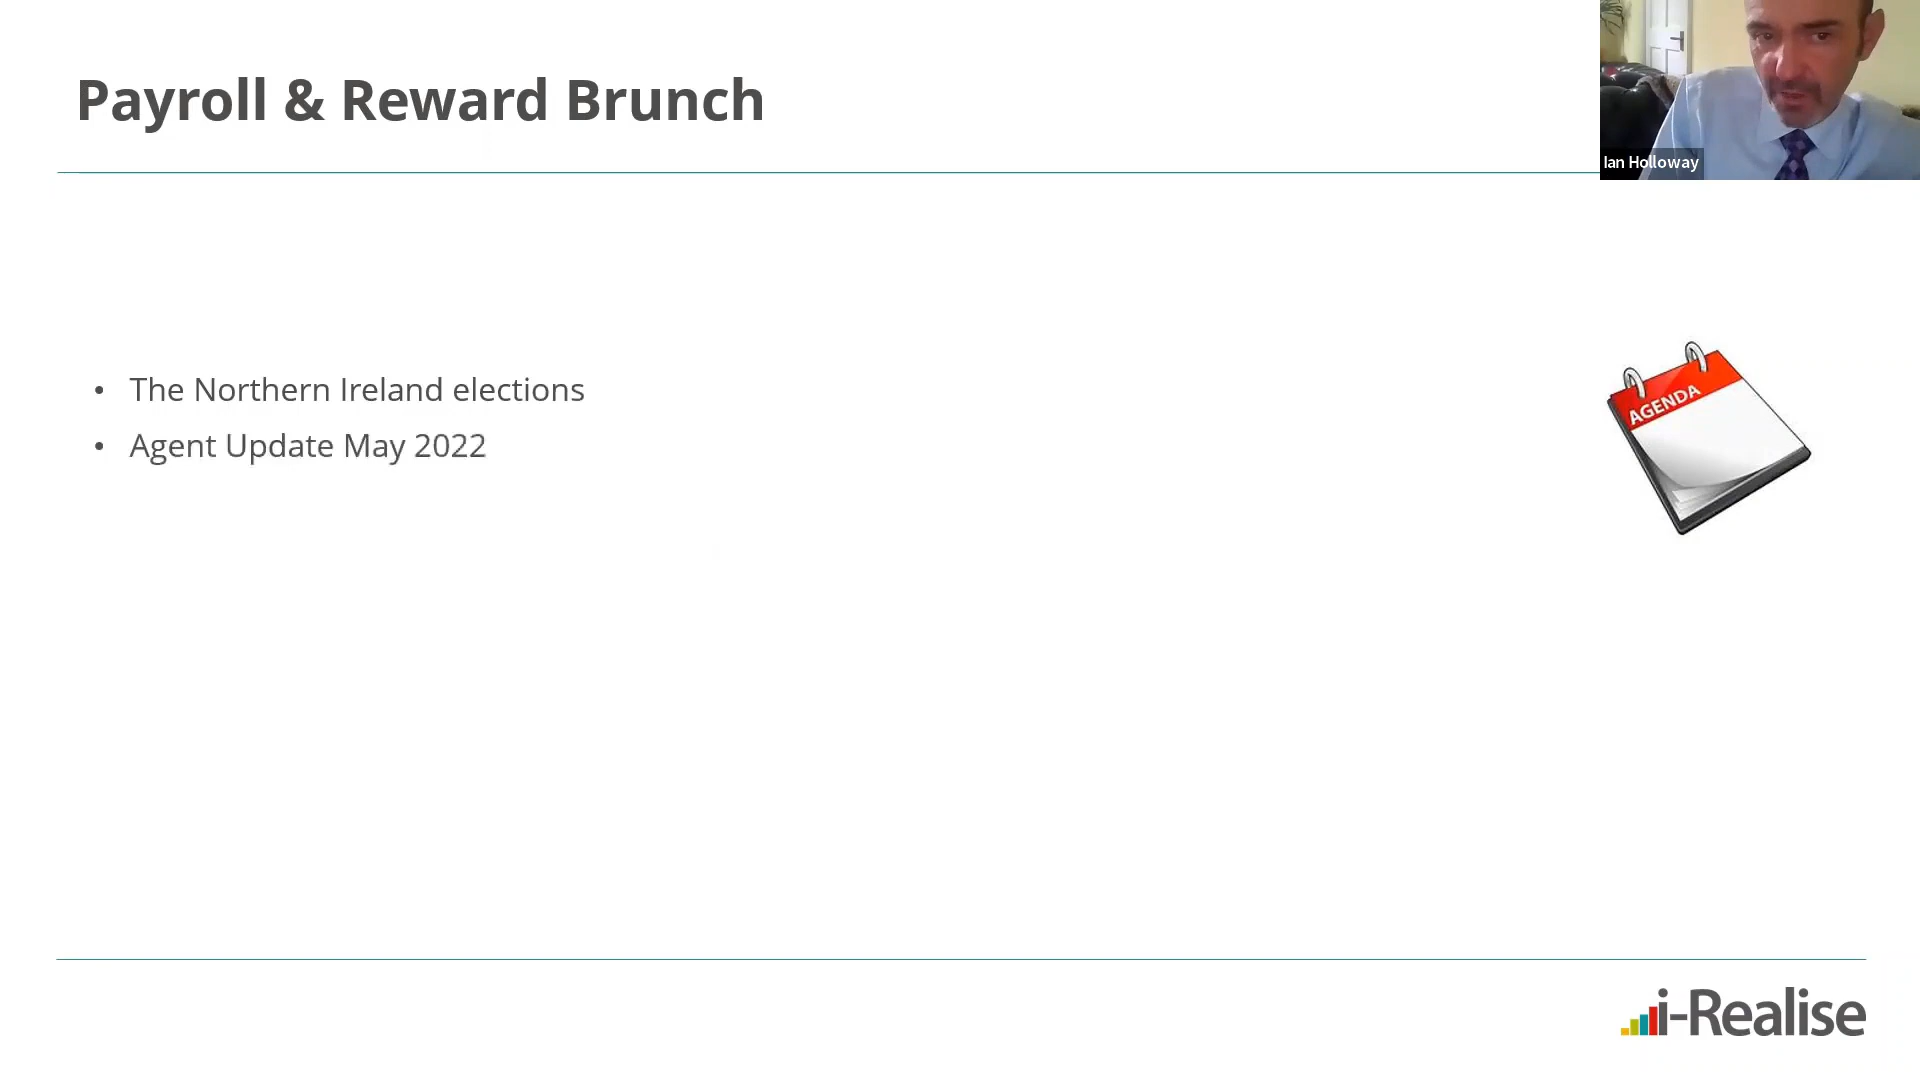 Payroll & Reward Brunch
Ian Holloway
• The Northern Ireland elections
• Agent Update May 2022
AGENDA
i-Realise